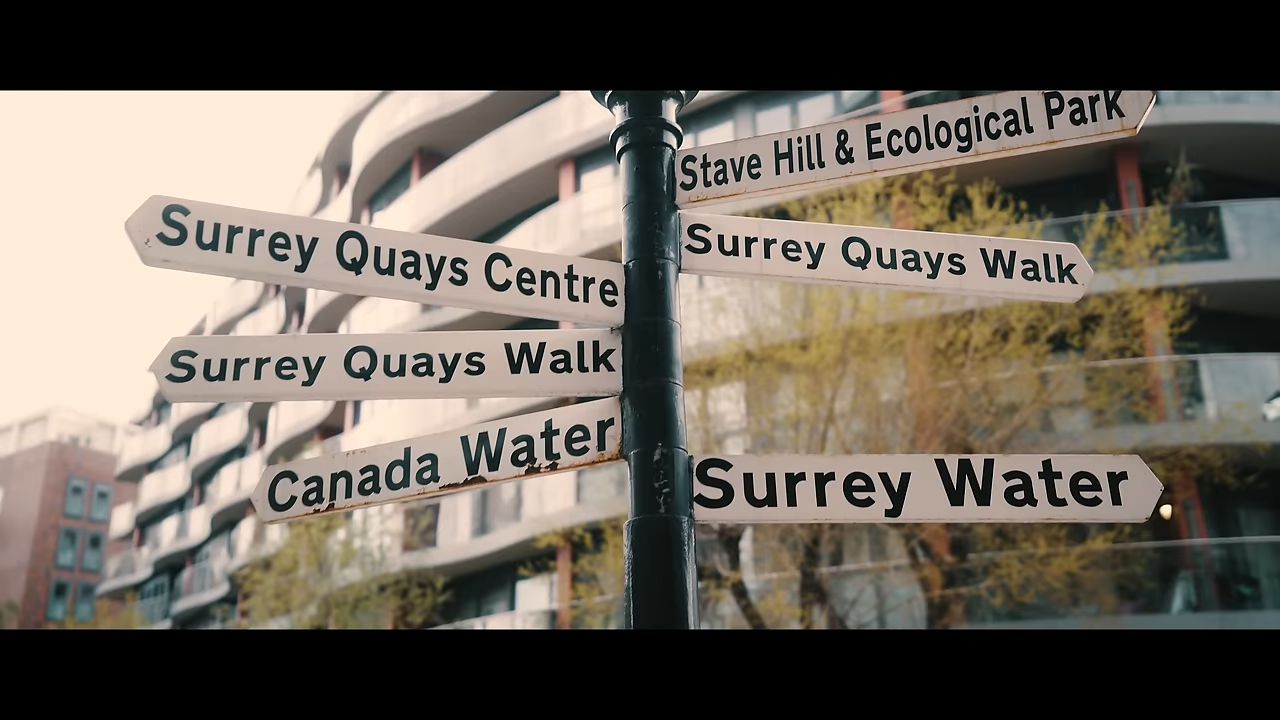 Surrey Quays Centre
Surrey Quays Walk
Canada Water
Stave Hill & Ecological Park
Surrey Quays Walk
Surrey Water